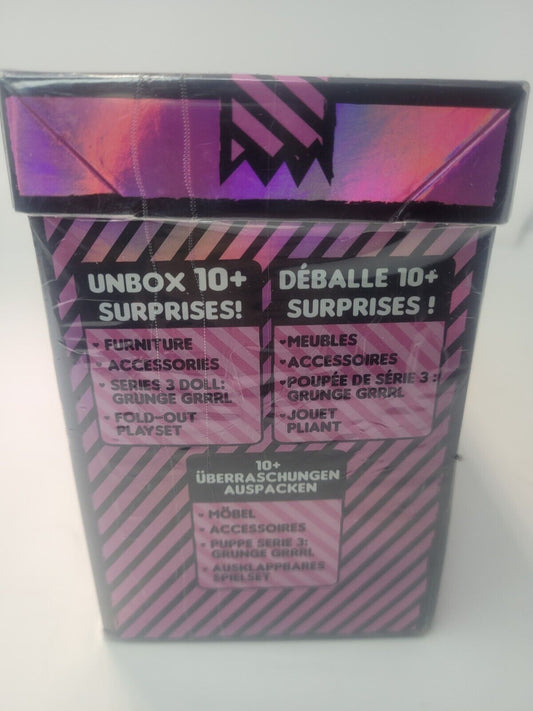 UNBOX 10+
SURPRISES!
• FURNITURE
• ACCESSORIES
• SERIES 3 DOLL:
GRUNGE GRRRL
• FOLD-OUT
PLAYSET
DÉBALLE 10+
SURPRISES !
• MEUBLES
• ACCESSOIRES
• POUPÉE DE SÉRIE 3 :
GRUNGE GRRRL
• JOUET
PLIANT
10+
ÜBERRASCHUNGEN
AUSPACKEN
• MÖBEL
• ACCESSOIRES
• PUPPE SERIE 3:
GRUNGE GRRRL
• AUSKLAPPBARES
SPIELSET